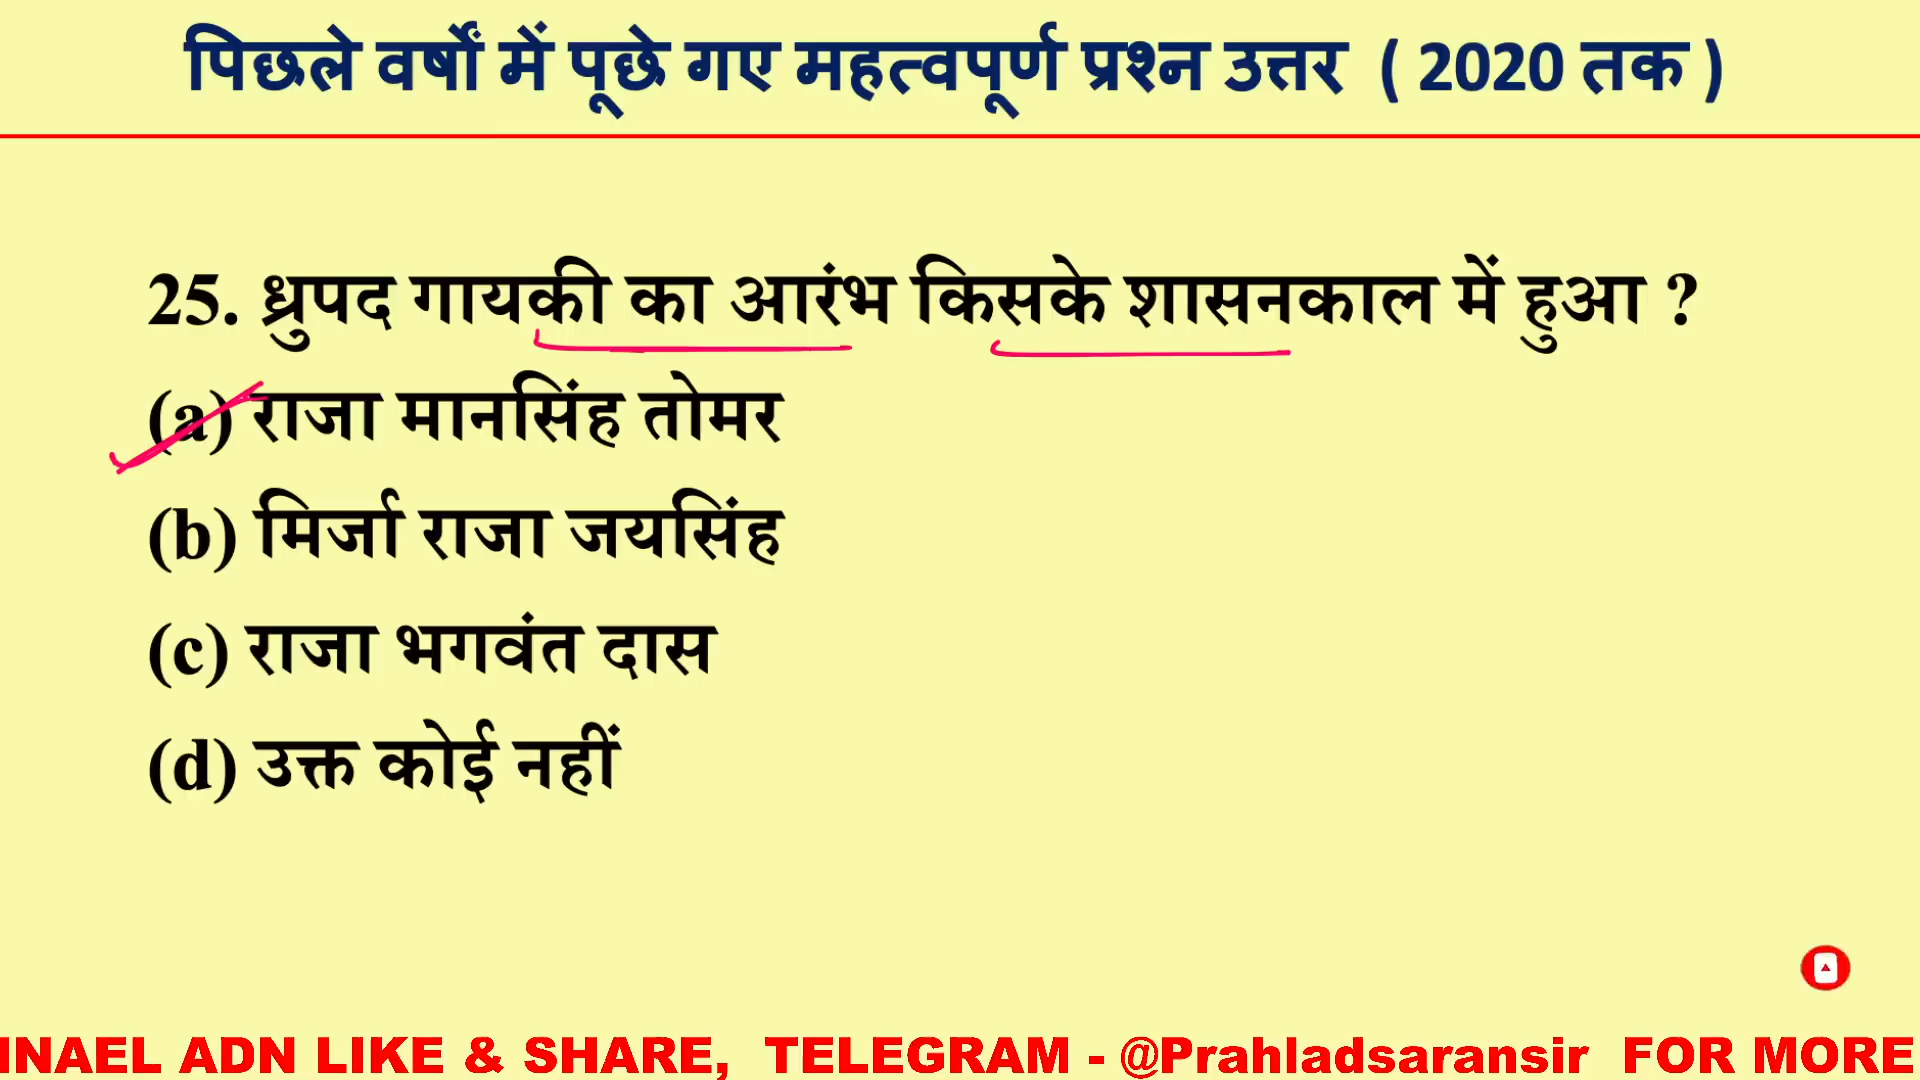 पिछले वर्षों में पूछे गए महत्वपूर्ण प्रश्न उत्तर ( 2020 तक )
25. ध्रुपद गायकी का आरंभ किसके शासनकाल में हुआ ?
(a) राजा मानसिंह तोमर
(b) मिर्जा राजा जयसिंह
(c) राजा भगवंत दास
(d) उक्त कोई नहीं
INAEL ADN LIKE & SHARE, TELEGRAM - @Prahladsaransir FOR MORE